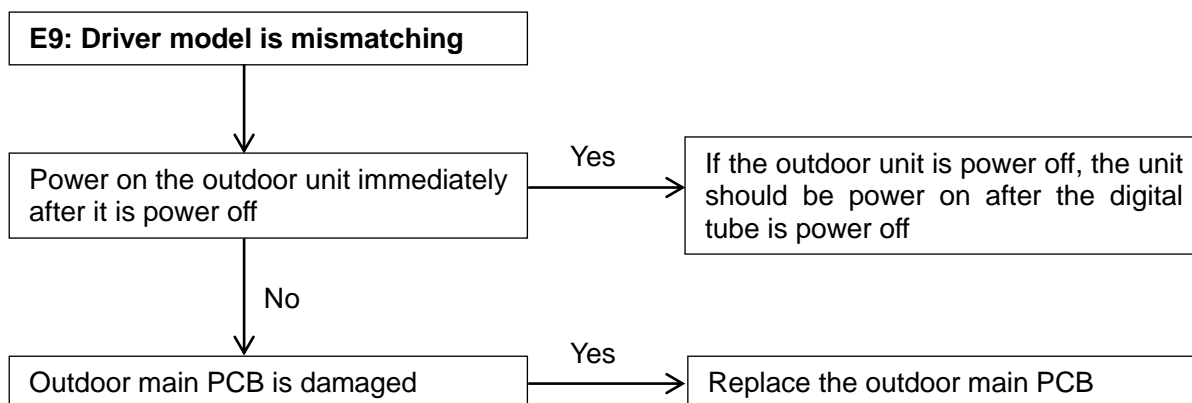 E9: Driver model is mismatching
Yes
Power on the outdoor unit immediately
after it is power off
If the outdoor unit is power off, the unit
should be power on after the digital
tube is power off
No
Yes
Outdoor main PCB is damaged
Replace the outdoor main PCB